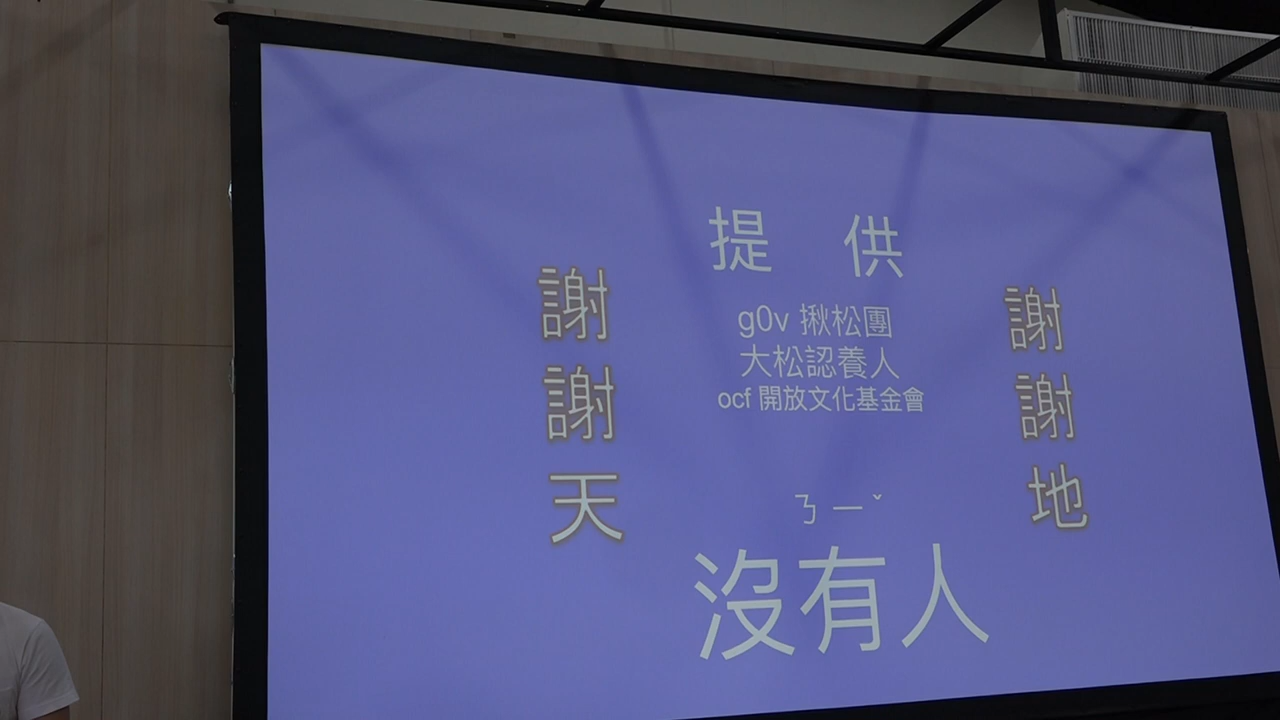 提 供
g0v 揪松團
大松認養人
ocf 開放文化基金會
謝謝天
謝謝地
ㄋㄧˇ
沒有人